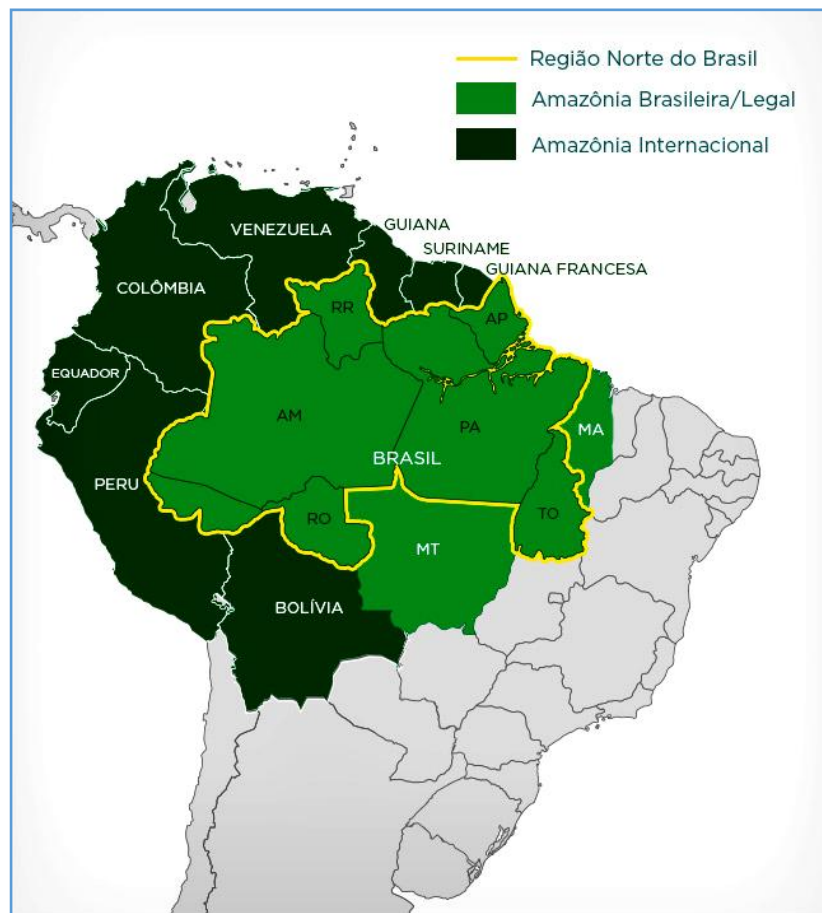 Região Norte do Brasil
Amazônia Brasileira/Legal
Amazônia Internacional
VENEZUELA
GUIANA
SURINAME
GUIANA FRANCESA
COLÔMBIA
RR
AP
EQUADOR
AM
PA
MA
BRASIL
PERU
RO
TO
MT
BOLÍVIA